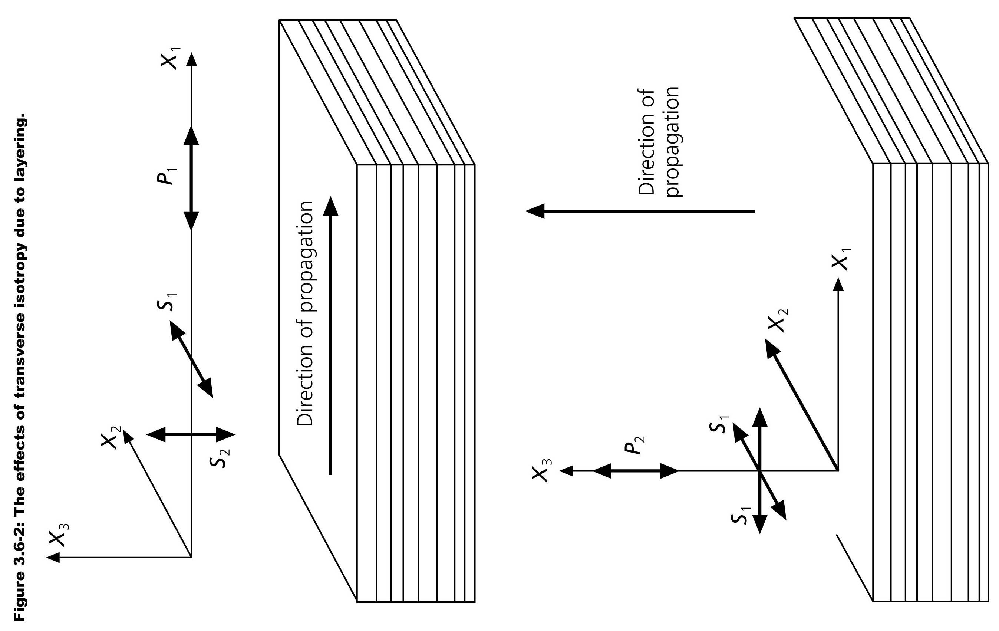 Figure 3.6-2: The effects of transverse isotropy due to layering.
X3
X2
S2
S1
P1
X1
Direction of propagation
X3
P2
S1
S1
X2
X1
Direction of
propagation